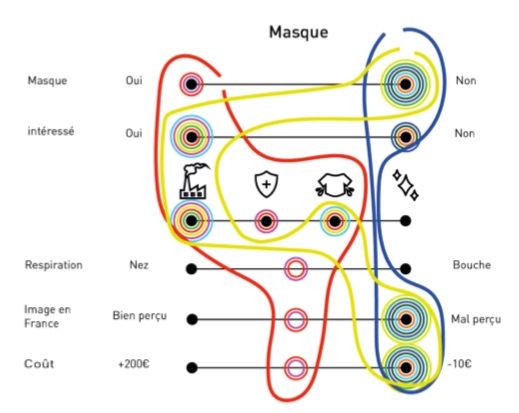 Masque
Masque Oui Non
intéressé Oui Non
Respiration Nez Bouche
Image en
France Bien perçu Mal perçu
Coût +200€ -10€